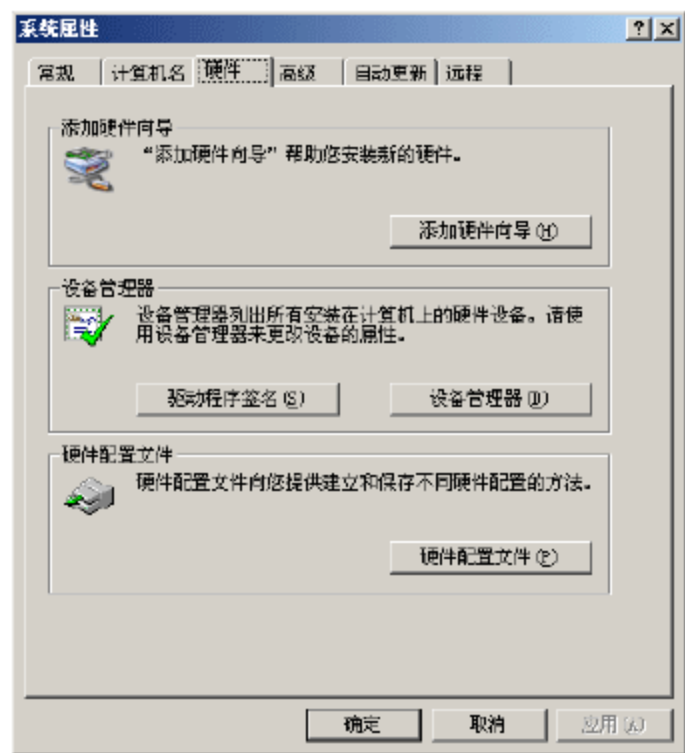 系统属性
常规 计算机名 硬件 高级 自动更新 远程
添加硬件向导
“添加硬件向导”帮助您安装新的硬件。
添加硬件向导(H)
设备管理器
设备管理器列出所有安装在计算机上的硬件设备。请使
用设备管理器来更改设备的属性。
驱动程序签名(S) 设备管理器(D)
硬件配置文件
硬件配置文件向您提供建立和保存不同硬件配置的方法。
硬件配置文件(P)
确定 取消 应用(A)